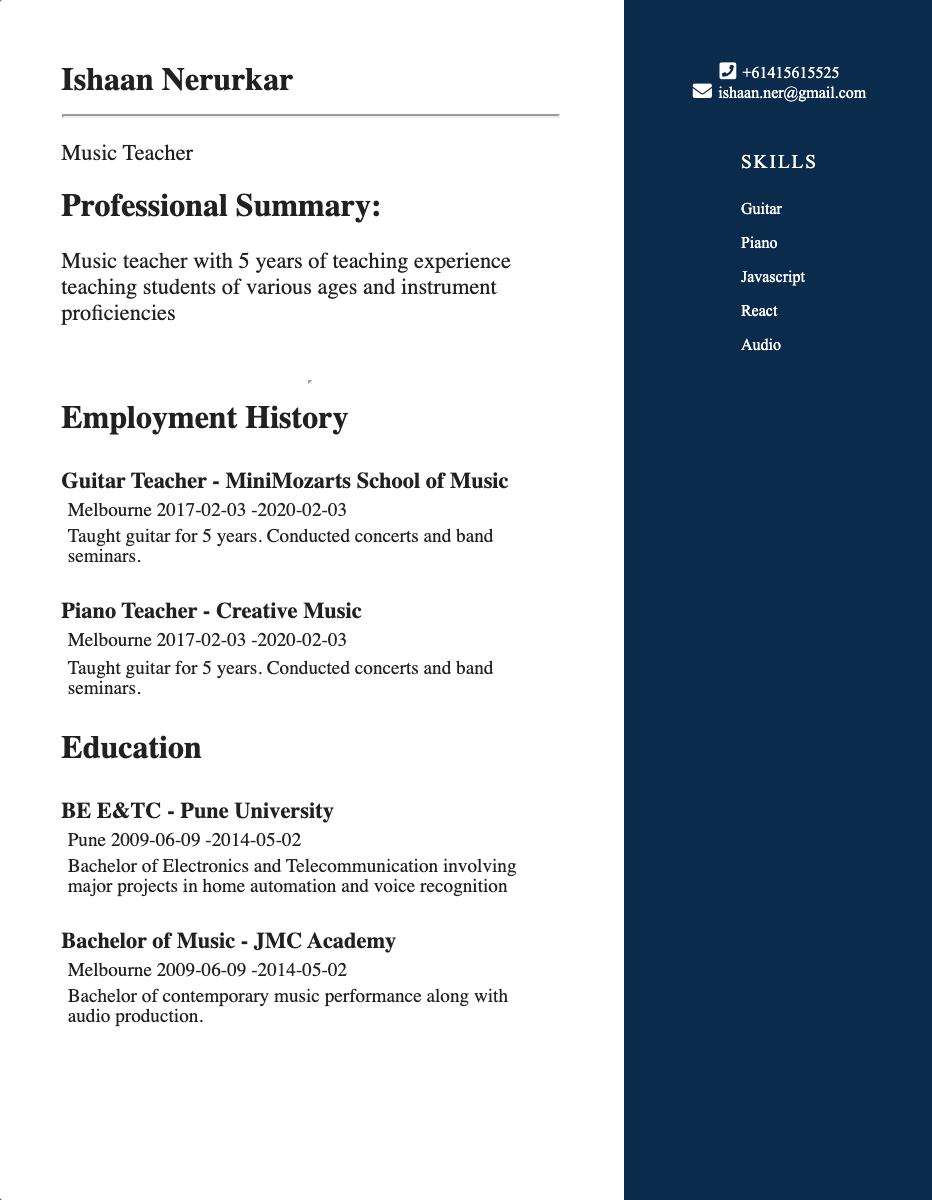 Ishaan Nerurkar
Music Teacher
Professional Summary:
Music teacher with 5 years of teaching experience
teaching students of various ages and instrument
proficiencies
Employment History
Guitar Teacher - MiniMozarts School of Music
Melbourne 2017-02-03 -2020-02-03
Taught guitar for 5 years. Conducted concerts and band
seminars.
Piano Teacher - Creative Music
Melbourne 2017-02-03 -2020-02-03
Taught guitar for 5 years. Conducted concerts and band
seminars.
Education
BE E&TC - Pune University
Pune 2009-06-09 -2014-05-02
Bachelor of Electronics and Telecommunication involving
major projects in home automation and voice recognition
Bachelor of Music - JMC Academy
Melbourne 2009-06-09 -2014-05-02
Bachelor of contemporary music performance along with
audio production.
+61415615525
ishaan.ner@gmail.com
SKILLS
Guitar
Piano
Javascript
React
Audio